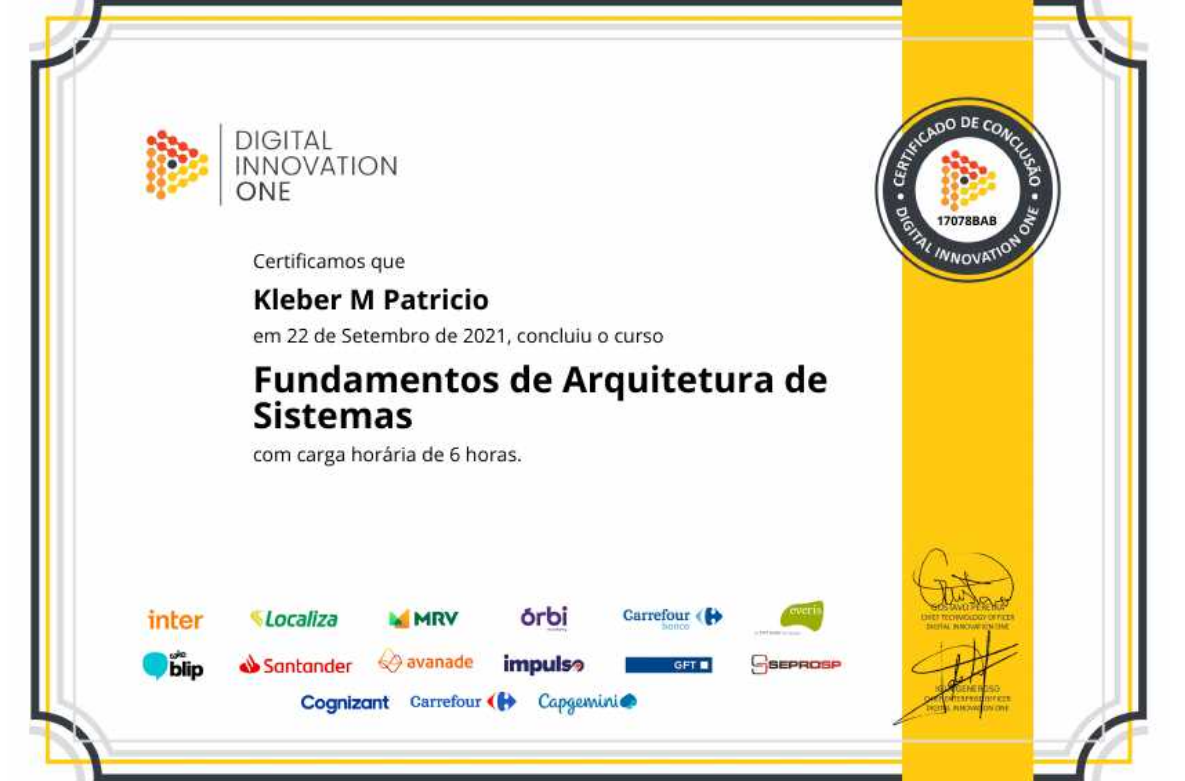 DIGITAL
INNOVATION
ONE
CERTIFICADO DE CONCLUSÃO
17078BAB
DIGITAL INNOVATION ONE
Certificamos que
Kleber M Patricio
em 22 de Setembro de 2021, concluiu o curso
Fundamentos de Arquitetura de
Sistemas
com carga horária de 6 horas.
inter Localiza MRV órbi Carrefour everis
banco
take
blip Santander avanade impulso GFT SEPROSP
Cognizant Carrefour Capgemini
GUSTAVO PEREIRA
CHIEF TECHNOLOGY OFFICER
DIGITAL INNOVATION ONE
GENEROSO
CHIEF ENTERPRISE OFFICER
DIGITAL INNOVATION ONE